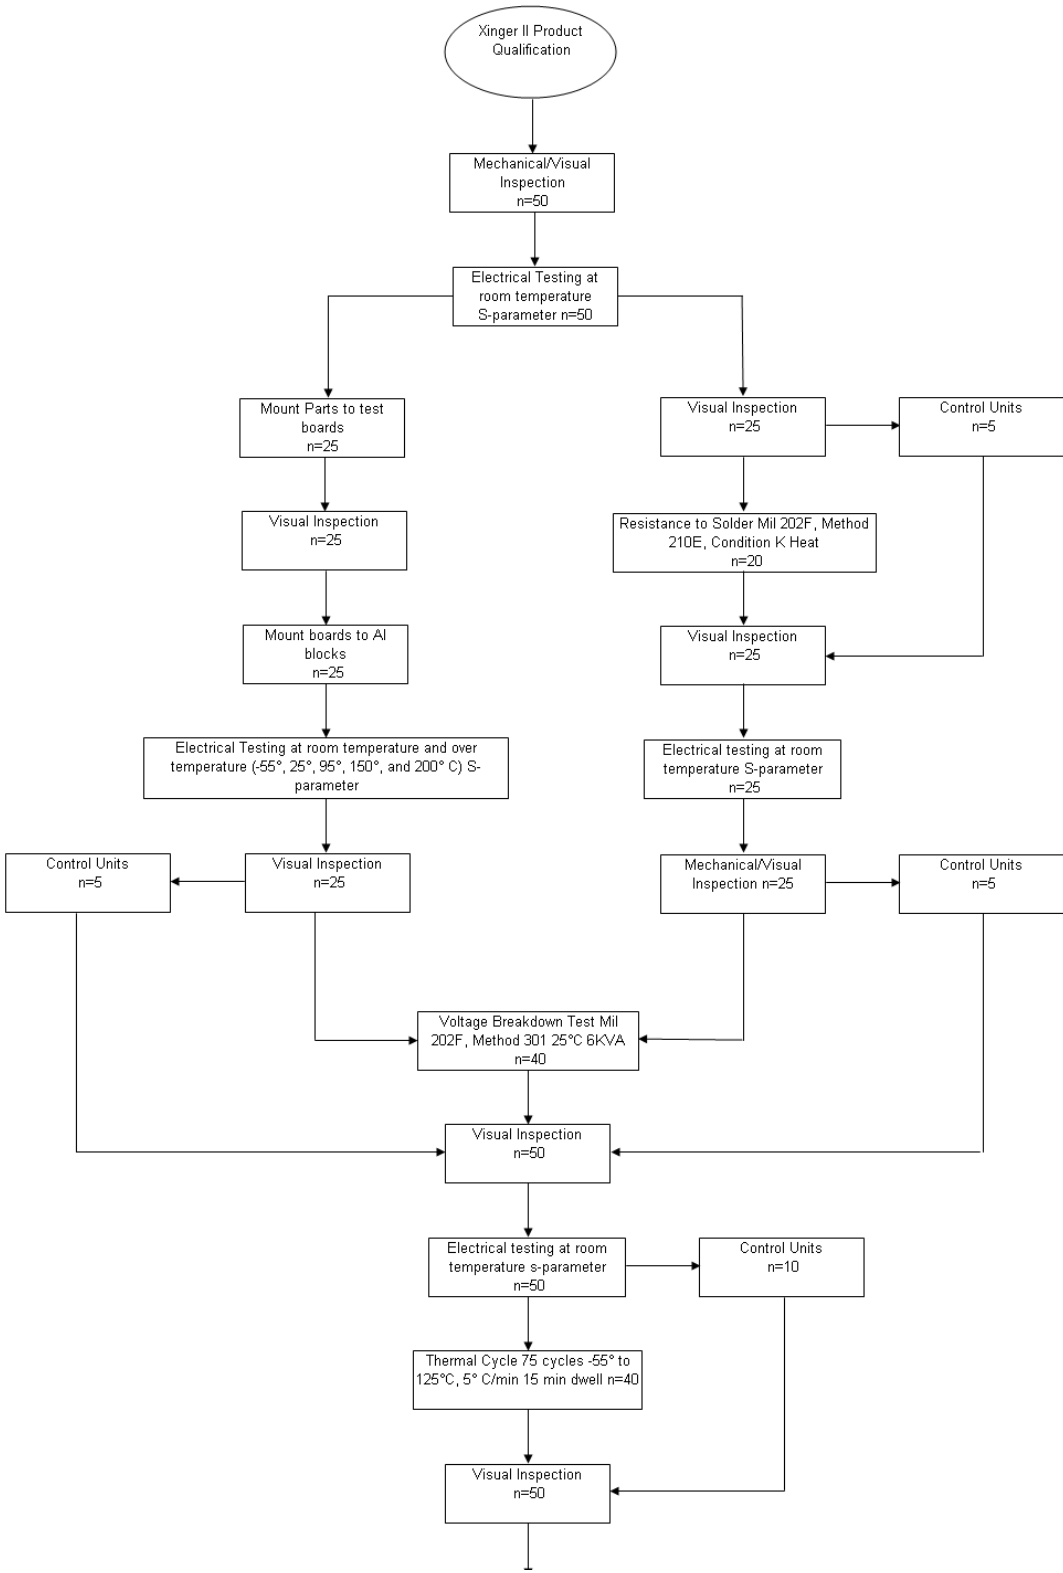 Xinger II Product
Qualification
Mechanical/Visual
Inspection
n=50
Electrical Testing at
room temperature
S-parameter n=50
Mount Parts to test
boards
n=25
Visual Inspection
n=25
Control Units
n=5
Visual Inspection
n=25
Resistance to Solder Mil 202F, Method
210E, Condition K Heat
n=20
Mount boards to Al
blocks
n=25
Visual Inspection
n=25
Electrical Testing at room temperature and over
temperature (-55°, 25°, 95°, 150°, and 200° C) S-
parameter
Electrical testing at room
temperature S-parameter
n=25
Control Units
n=5
Visual Inspection
n=25
Mechanical/Visual
Inspection n=25
Control Units
n=5
Voltage Breakdown Test Mil
202F, Method 301 25°C 6KVA
n=40
Visual Inspection
n=50
Electrical testing at room
temperature s-parameter
n=50
Control Units
n=10
Thermal Cycle 75 cycles -55° to
125°C, 5° C/min 15 min dwell n=40
Visual Inspection
n=50